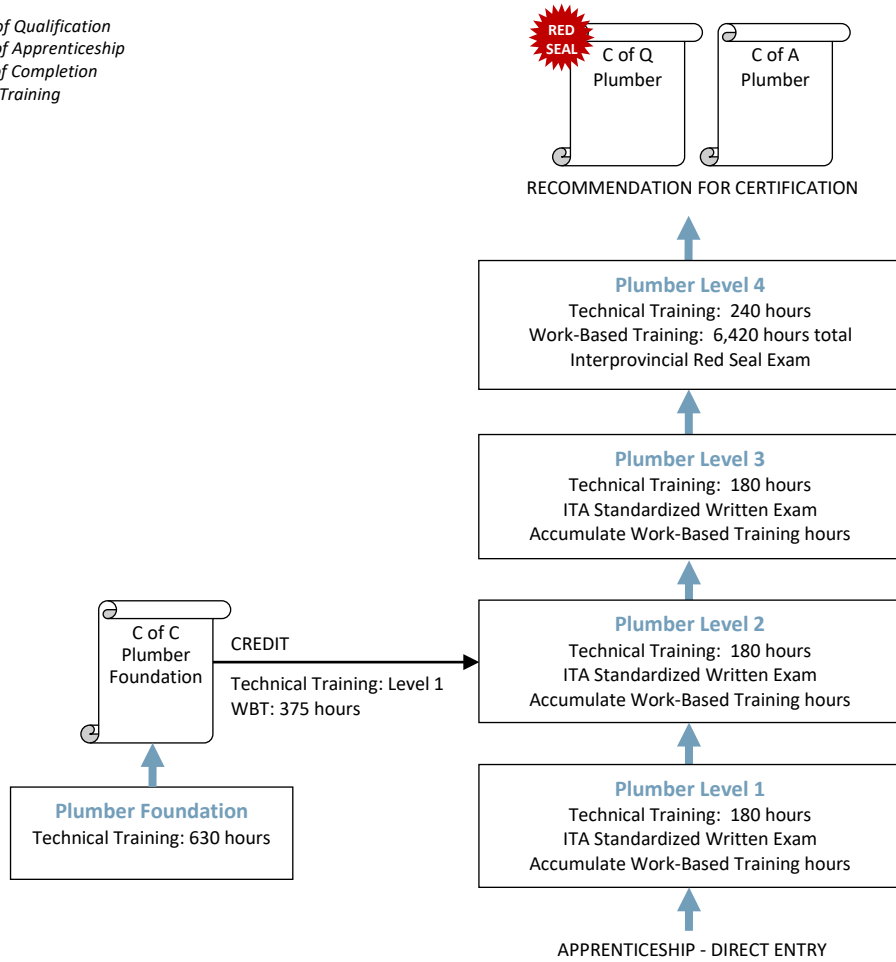 of Qualification
of Apprenticeship
of Completion
Training
RED
SEAL
C of Q
Plumber
C of A
Plumber
RECOMMENDATION FOR CERTIFICATION
Plumber Level 4
Technical Training: 240 hours
Work-Based Training: 6,420 hours total
Interprovincial Red Seal Exam
Plumber Level 3
Technical Training: 180 hours
ITA Standardized Written Exam
Accumulate Work-Based Training hours
C of C
Plumber
Foundation
CREDIT
Technical Training: Level 1
WBT: 375 hours
Plumber Level 2
Technical Training: 180 hours
ITA Standardized Written Exam
Accumulate Work-Based Training hours
Plumber Foundation
Technical Training: 630 hours
Plumber Level 1
Technical Training: 180 hours
ITA Standardized Written Exam
Accumulate Work-Based Training hours
APPRENTICESHIP - DIRECT ENTRY